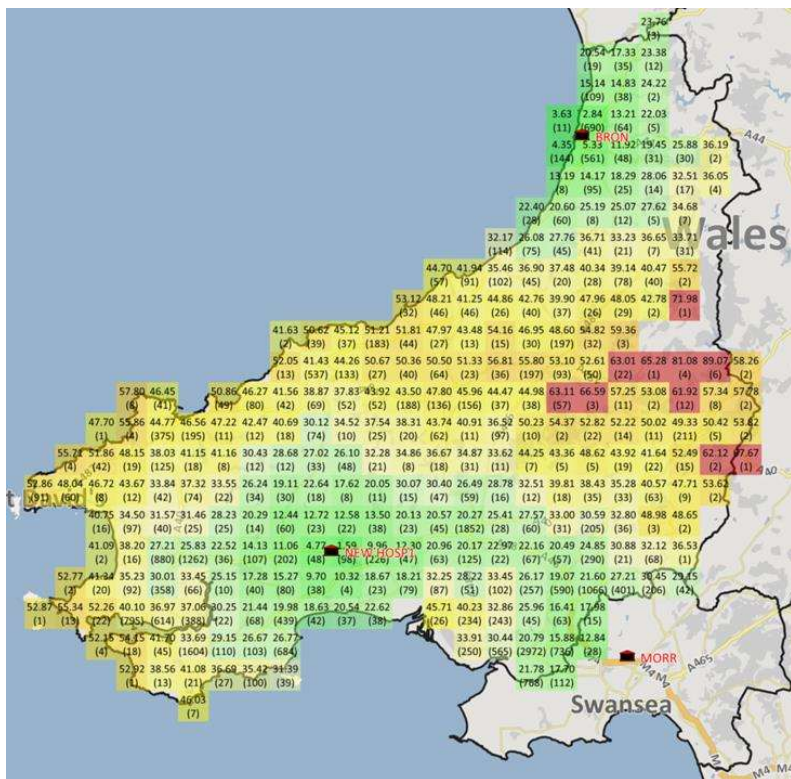 23.76
(3)
20.54 17.33 23.38
(19) (35) (12)
15.14 14.83 24.22
(109) (38) (2)
3.63 2.84 13.21 22.03
(11) (690) (64) (5)
BRON
A44
4.35 5.33 11.92 19.45 25.88 36.19
(144) (561) (48) (31) (30) (2)
13.19 14.17 18.29 28.06 32.51 36.05
(8) (95) (25) (14) (17) (4)
22.40 20.60 25.19 25.07 27.62 34.68
(28) (60) (8) (12) (5) (7)
Wales
32.17 26.08 27.76 36.71 33.23 36.65 33.71
(114) (75) (45) (41) (21) (7) (31)
44.70 41.94 35.46 36.90 37.48 40.34 39.14 40.47 55.72
(57) (91) (102) (45) (20) (28) (78) (40) (2)
53.12 48.21 41.25 44.86 42.76 39.90 47.96 48.05 42.78 71.98
(32) (46) (46) (26) (40) (37) (26) (29) (2) (1)
41.63 50.62 45.12 51.21 51.81 47.97 43.48 54.16 46.95 48.60 54.82 59.36
(2) (39) (37) (183) (44) (27) (13) (15) (30) (197) (32) (3)
52.05 41.43 44.26 50.67 50.36 50.50 51.33 56.81 55.80 53.10 52.61 63.01 65.28 81.08 89.07 58.26
(13) (537) (133) (27) (40) (64) (23) (36) (197) (93) (50) (22) (1) (4) (6) (2)
57.80 46.45 50.86 46.27 41.56 38.87 37.83 43.92 43.50 47.80 45.96 44.47 44.98 63.11 66.59 57.25 53.08 61.92 57.34 57.78
(6) (41) (49) (80) (42) (69) (52) (52) (188) (136) (156) (37) (38) (57) (3) (11) (2) (12) (8) (2)
47.70 55.86 44.77 46.56 47.22 42.47 40.69 30.12 34.52 37.54 38.31 43.74 40.91 36.52 50.23 54.37 52.82 52.22 50.02 49.33 50.42 53.82
(1) (4) (375) (195) (11) (12) (18) (74) (10) (25) (20) (62) (11) (97) (10) (2) (22) (14) (11) (211) (5) (2)
55.71 51.86 48.15 38.03 41.15 41.16 30.43 28.68 27.02 26.10 32.28 34.86 36.67 34.87 33.62 44.25 43.36 48.62 43.92 41.64 52.49 62.12 67.67
(4) (21) (19) (125) (18) (8) (12) (12) (33) (48) (42) (8) (18) (31) (11) (7) (5) (5) (19) (22) (15) (2) (1)
A40
52.86 48.04 46.72 43.67 33.84 37.32 33.55 26.24 19.11 22.64 17.62 20.05 30.07 30.40 26.49 28.78 32.51 39.81 38.43 35.28 40.57 47.71 53.62
(9) (60) (8) (12) (42) (74) (22) (34) (30) (18) (8) (11) (15) (47) (59) (16) (12) (18) (35) (33) (63) (9) (2)
40.75 34.50 31.57 31.46 28.23 20.29 12.44 12.72 12.58 13.50 20.13 20.57 20.27 25.41 27.57 33.00 30.59 32.80 48.98 48.65
(16) (97) (40) (25) (25) (14) (60) (23) (22) (38) (23) (45) (1852) (28) (60) (31) (205) (36) (3) (2)
41.09 38.20 27.21 25.83 22.52 14.13 11.06 4.77 1.59 9.96 12.30 20.96 20.17 22.97 22.16 20.49 24.85 30.88 32.12 36.53
(2) (16) (880) (1262) (36) (107) (202) (48) (98) (226) (47) (63) (125) (22) (67) (57) (290) (21) (68) (1)
NEW HOSP1
52.77 41.34 35.23 30.01 33.45 25.15 17.28 15.27 9.70 10.32 18.67 18.21 32.25 28.22 33.45 26.17 19.07 21.60 27.21 30.45 29.15
(2) (20) (92) (358) (66) (10) (40) (80) (38) (4) (23) (79) (87) (51) (102) (257) (590) (1066) (401) (206) (42)
52.87 55.34 52.26 40.10 36.97 37.06 30.25 21.44 19.98 18.63 20.54 22.62 45.71 40.23 32.86 25.96 16.41 17.98
(1) (13) (22) (795) (614) (388) (22) (68) (439) (42) (37) (38) (26) (234) (243) (45) (63) (15)
52.15 54.15 41.70 33.69 29.15 26.67 26.77 33.91 30.44 20.79 15.88 12.84
(4) (18) (45) (1604) (110) (103) (684) (250) (565) (2972) (736) (28)
MORR
A465
52.92 38.56 41.08 36.69 35.42 31.39 21.78 17.70
(1) (13) (21) (27) (100) (39) (768) (112)
M4
M4
46.03
(7)
Swansea
M4
M4
M4